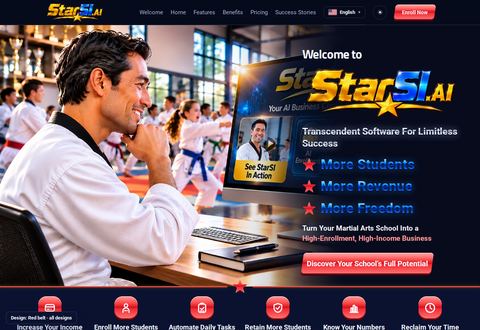 StarSI.AI
Welcome Home Features Benefits Pricing Success Stories
English
Enroll Now
Welcome to
StarSI.AI
Transcendent Software For Limitless
Success
More Students
More Revenue
More Freedom
Turn Your Martial Arts School Into a
High-Enrollment, High-Income Business
Discover Your School's Full Potential
StarSI
Your AI Business
See StarSI
In Action
Design: Red belt · all designs
Increase Your Income
Enroll More Students
Automate Daily Tasks
Retain More Students
Know Your Numbers
Reclaim Your Time